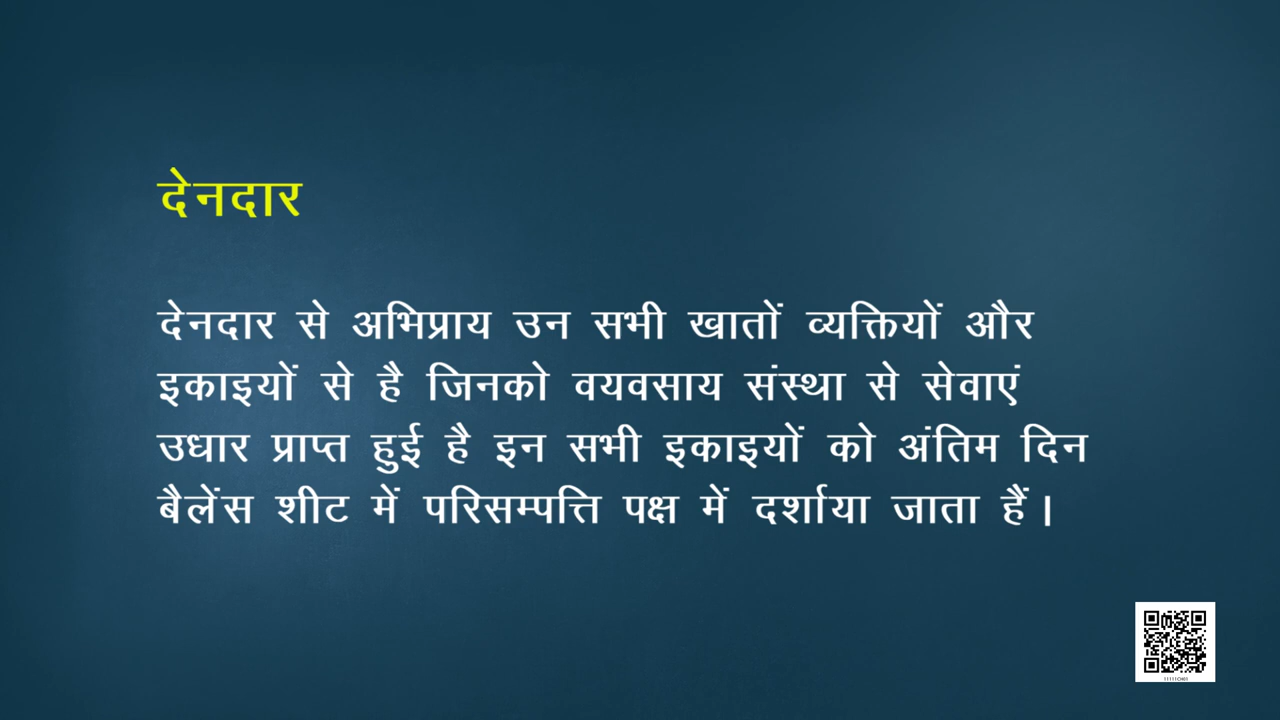 देनदार
देनदार से अभिप्राय उन सभी खातों व्यक्तियों और
इकाइयों से है जिनको वयवसाय संस्था से सेवाएं
उधार प्राप्त हुई है इन सभी इकाइयों को अंतिम दिन
बैलेंस शीट में परिसम्पत्ति पक्ष में दर्शाया जाता हैं।